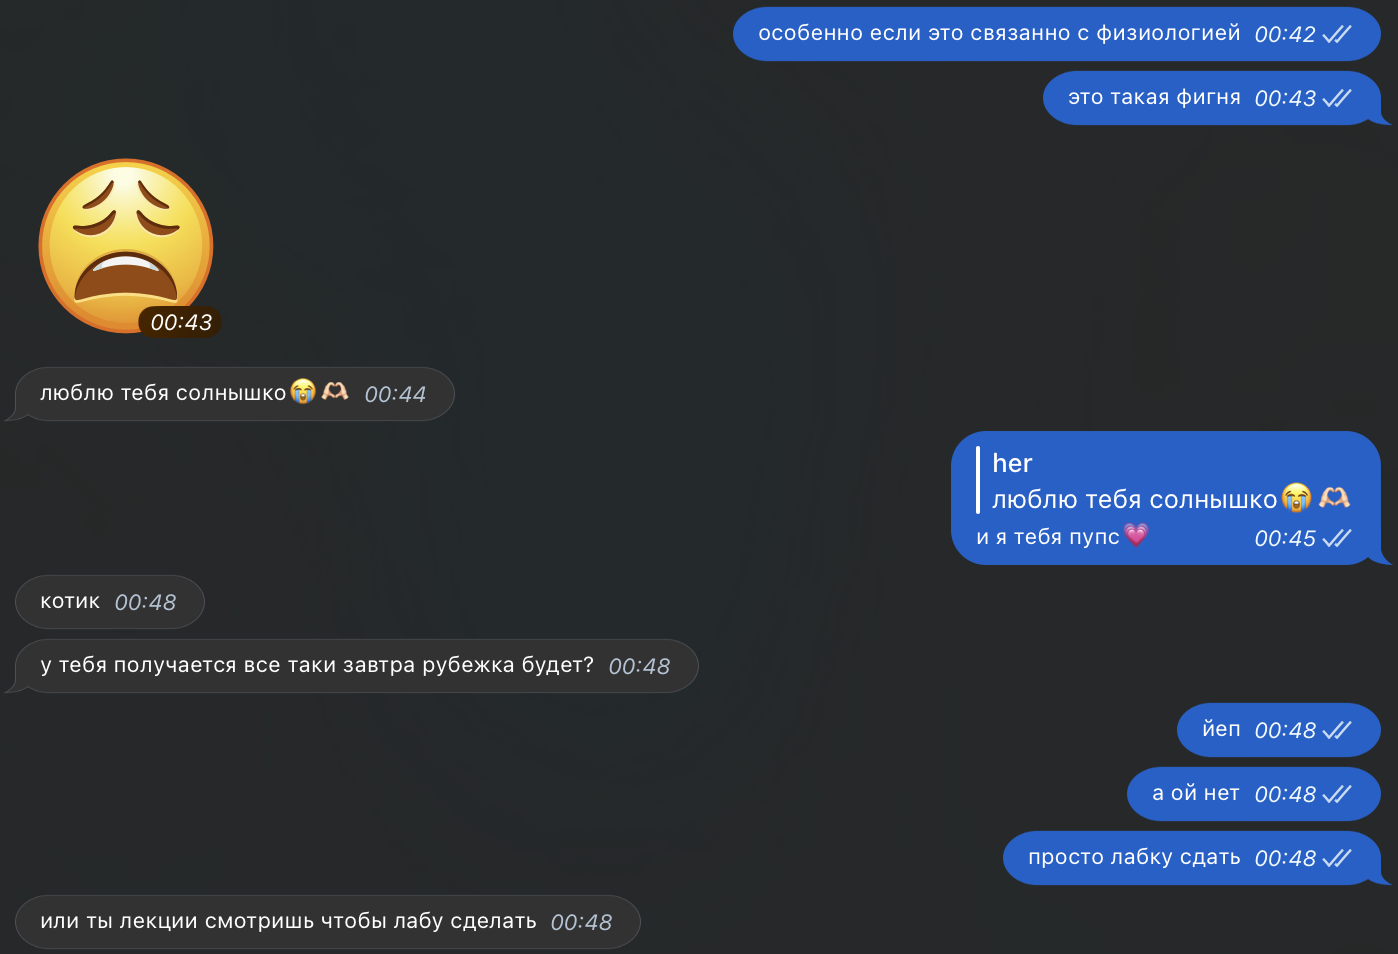 особенно если это связанно с физиологией 00:42
это такая фигня 00:43
00:43
люблю тебя солнышко😭🫶🏻 00:44
her
люблю тебя солнышко😭🫶🏻
и я тебя пупс💗 00:45
котик 00:48
у тебя получается все таки завтра рубежка будет? 00:48
йеп 00:48
а ой нет 00:48
просто лабку сдать 00:48
или ты лекции смотришь чтобы лабу сделать 00:48